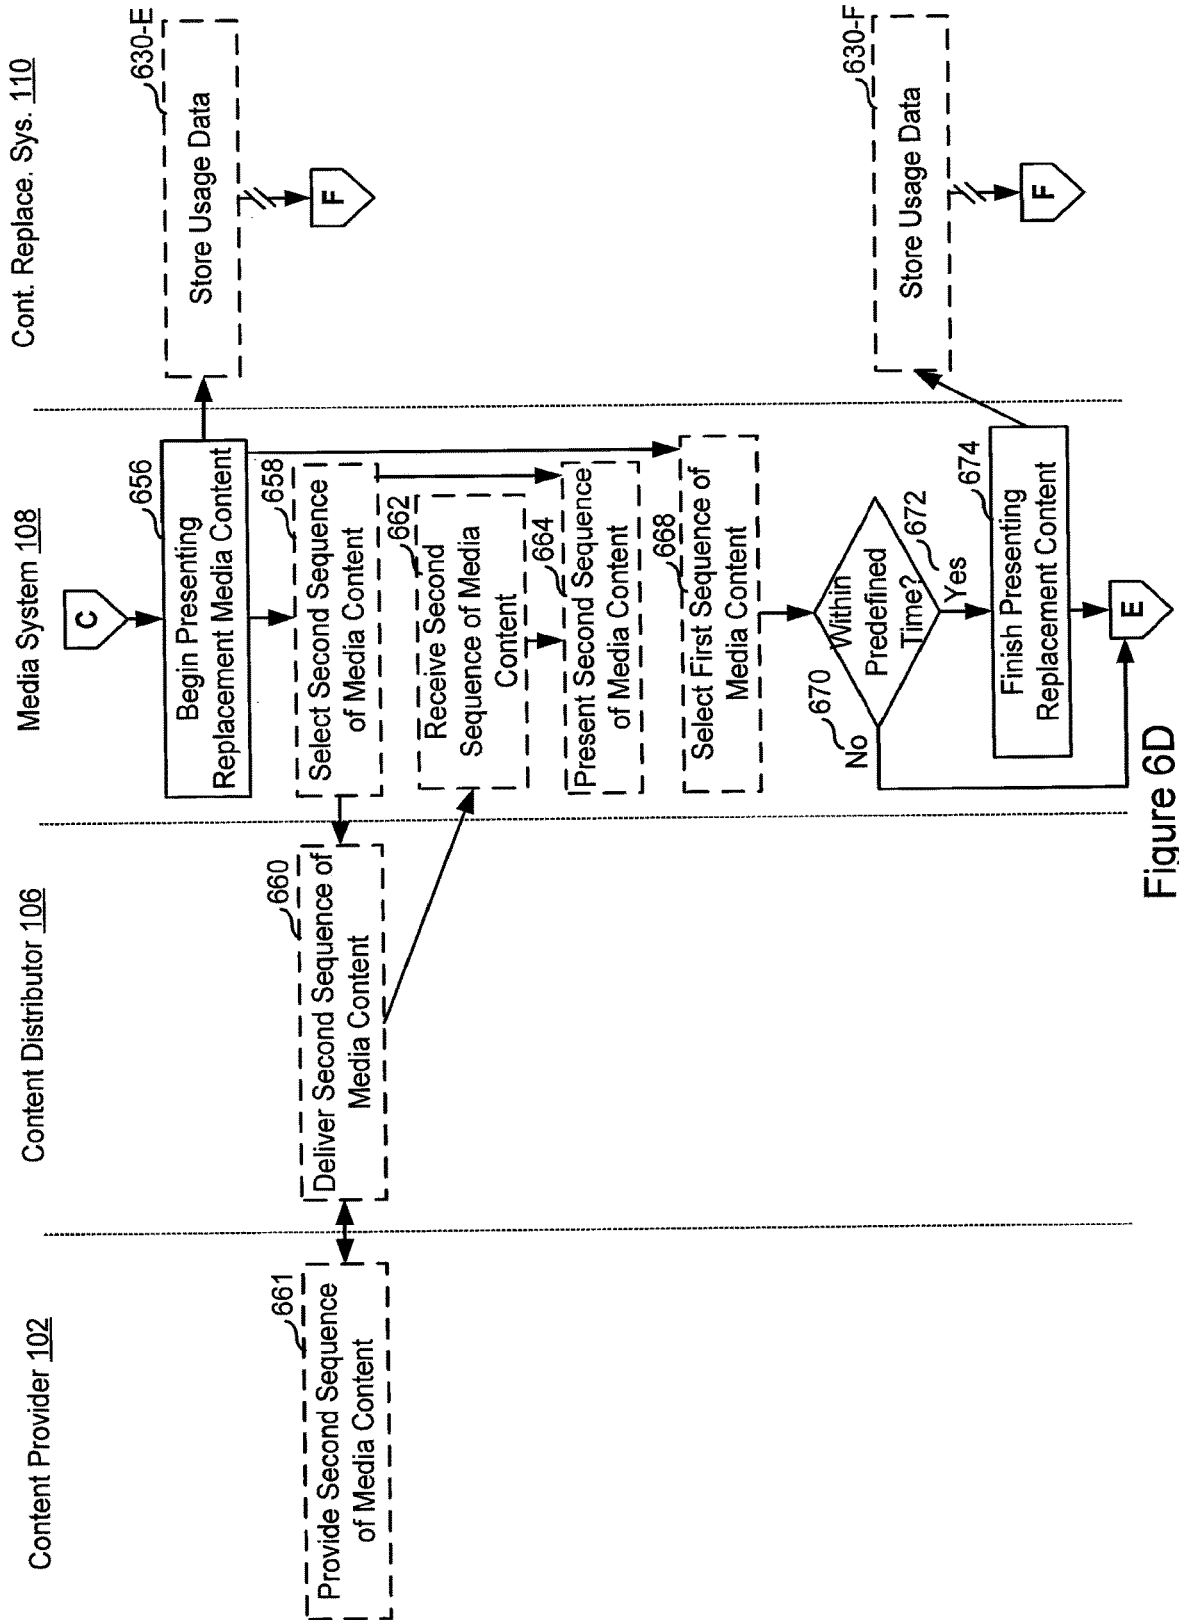 Content Provider 102
Content Distributor 106
Media System 108
Cont. Replace. Sys. 110
C
656
Begin Presenting
Replacement Media Content
630-E
Store Usage Data
F
661
Provide Second Sequence
of Media Content
660
Deliver Second Sequence of
Media Content
658
Select Second Sequence
of Media Content
662
Receive Second
Sequence of Media
Content
664
Present Second Sequence
of Media Content
668
Select First Sequence of
Media Content
Within
Predefined
Time?
670
No
672
Yes
674
Finish Presenting
Replacement Content
630-F
Store Usage Data
F
E
Figure 6D